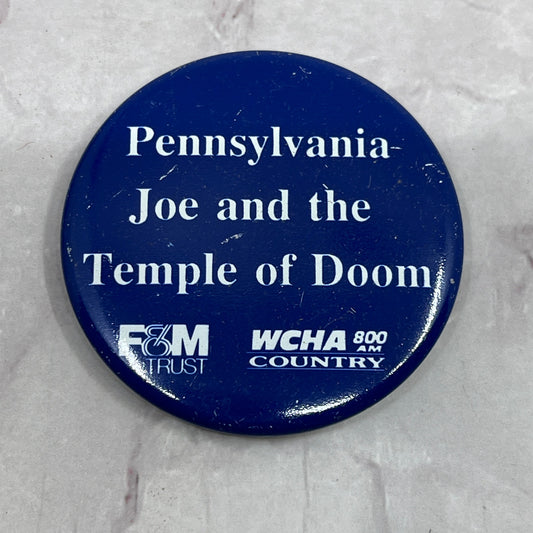 Pennsylvania
Joe and the
Temple of Doom
F&M
TRUST
WCHA 800
AM
COUNTRY